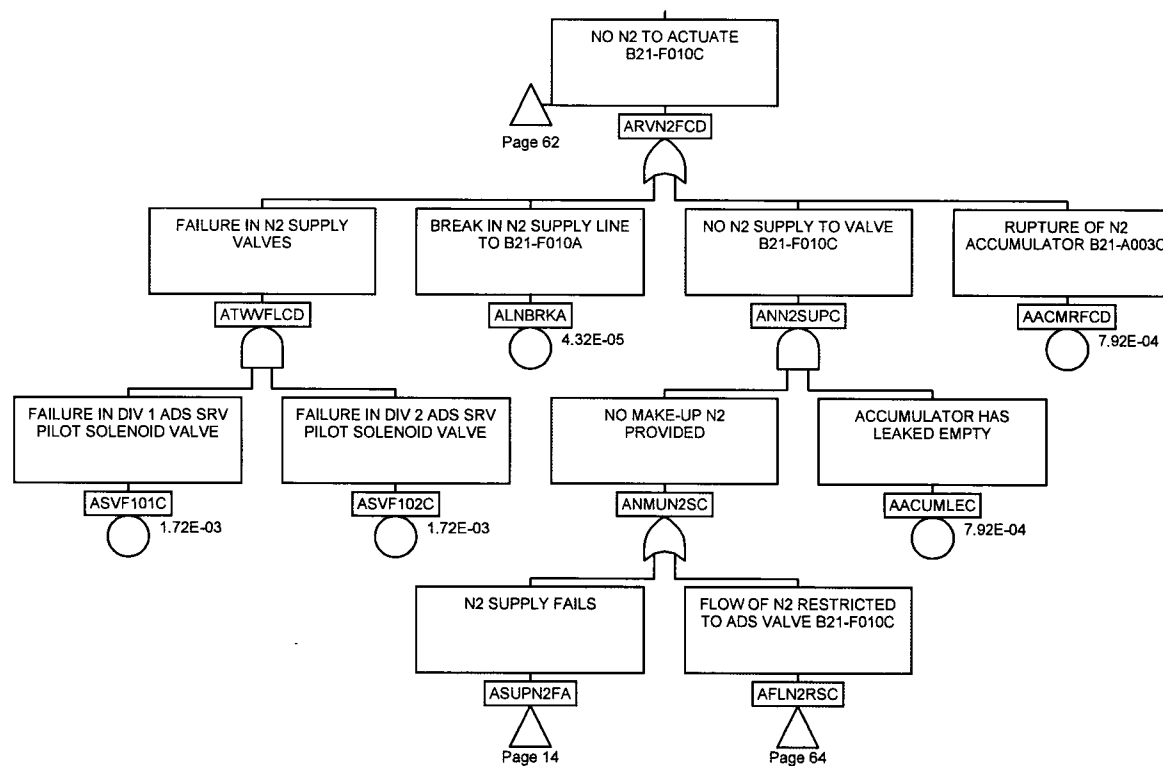 NO N2 TO ACTUATE
B21-F010C
Page 62
ARVN2FCD
FAILURE IN N2 SUPPLY
VALVES
BREAK IN N2 SUPPLY LINE
TO B21-F010A
NO N2 SUPPLY TO VALVE
B21-F010C
RUPTURE OF N2
ACCUMULATOR B21-A003C
ATWVFLCD
ALNBRKA
4.32E-05
ANN2SUPC
AACMRFCD
7.92E-04
FAILURE IN DIV 1 ADS SRV
PILOT SOLENOID VALVE
FAILURE IN DIV 2 ADS SRV
PILOT SOLENOID VALVE
NO MAKE-UP N2
PROVIDED
ACCUMULATOR HAS
LEAKED EMPTY
ASVF101C
1.72E-03
ASVF102C
1.72E-03
ANMUN2SC
AACUMLEC
7.92E-04
N2 SUPPLY FAILS
FLOW OF N2 RESTRICTED
TO ADS VALVE B21-F010C
ASUPN2FA
AFLN2RSC
Page 14
Page 64